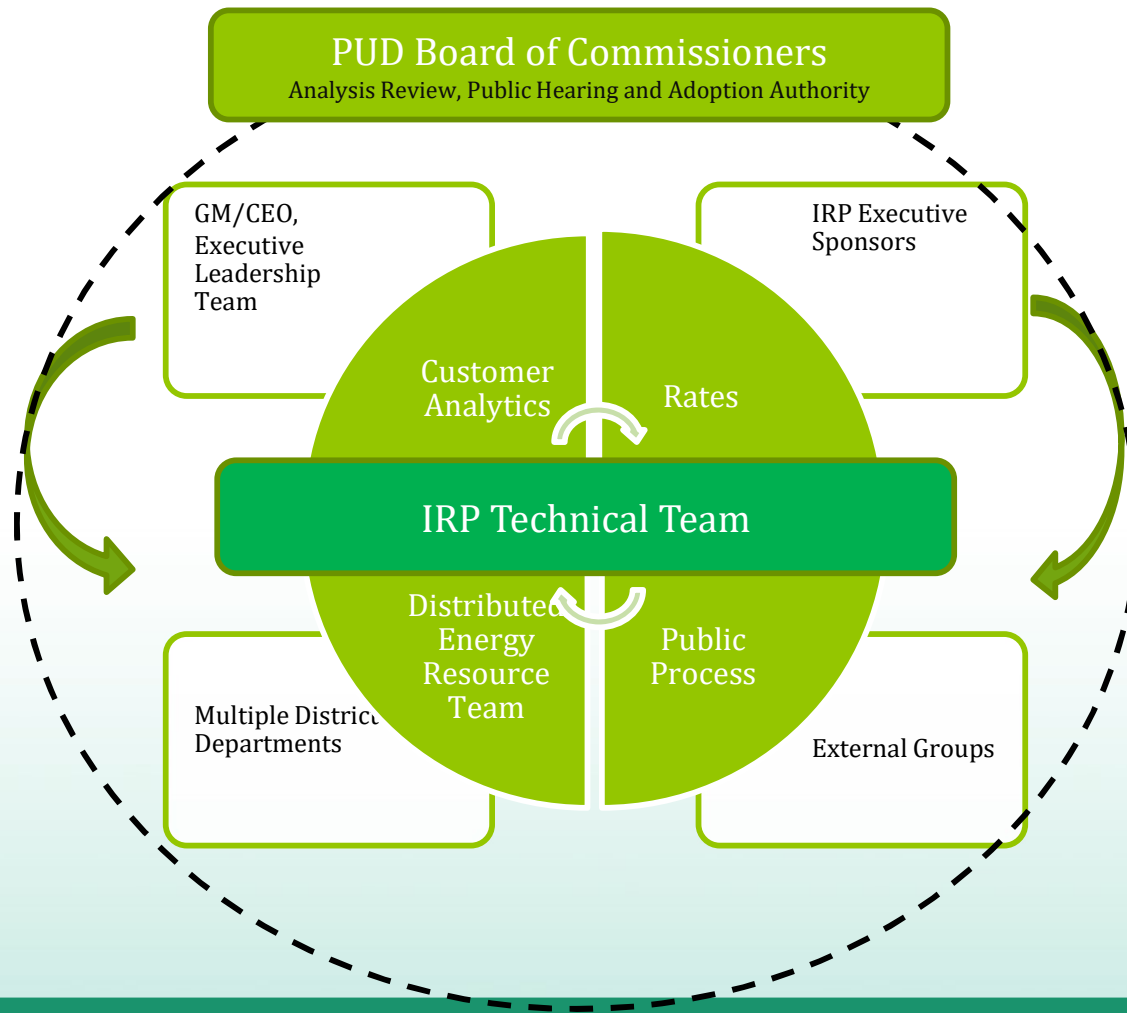 PUD Board of Commissioners
Analysis Review, Public Hearing and Adoption Authority
GM/CEO,
Executive
Leadership
Team
IRP Executive
Sponsors
Customer
Analytics
Rates
IRP Technical Team
Distributed
Energy
Resource
Team
Public
Process
Multiple District
Departments
External Groups